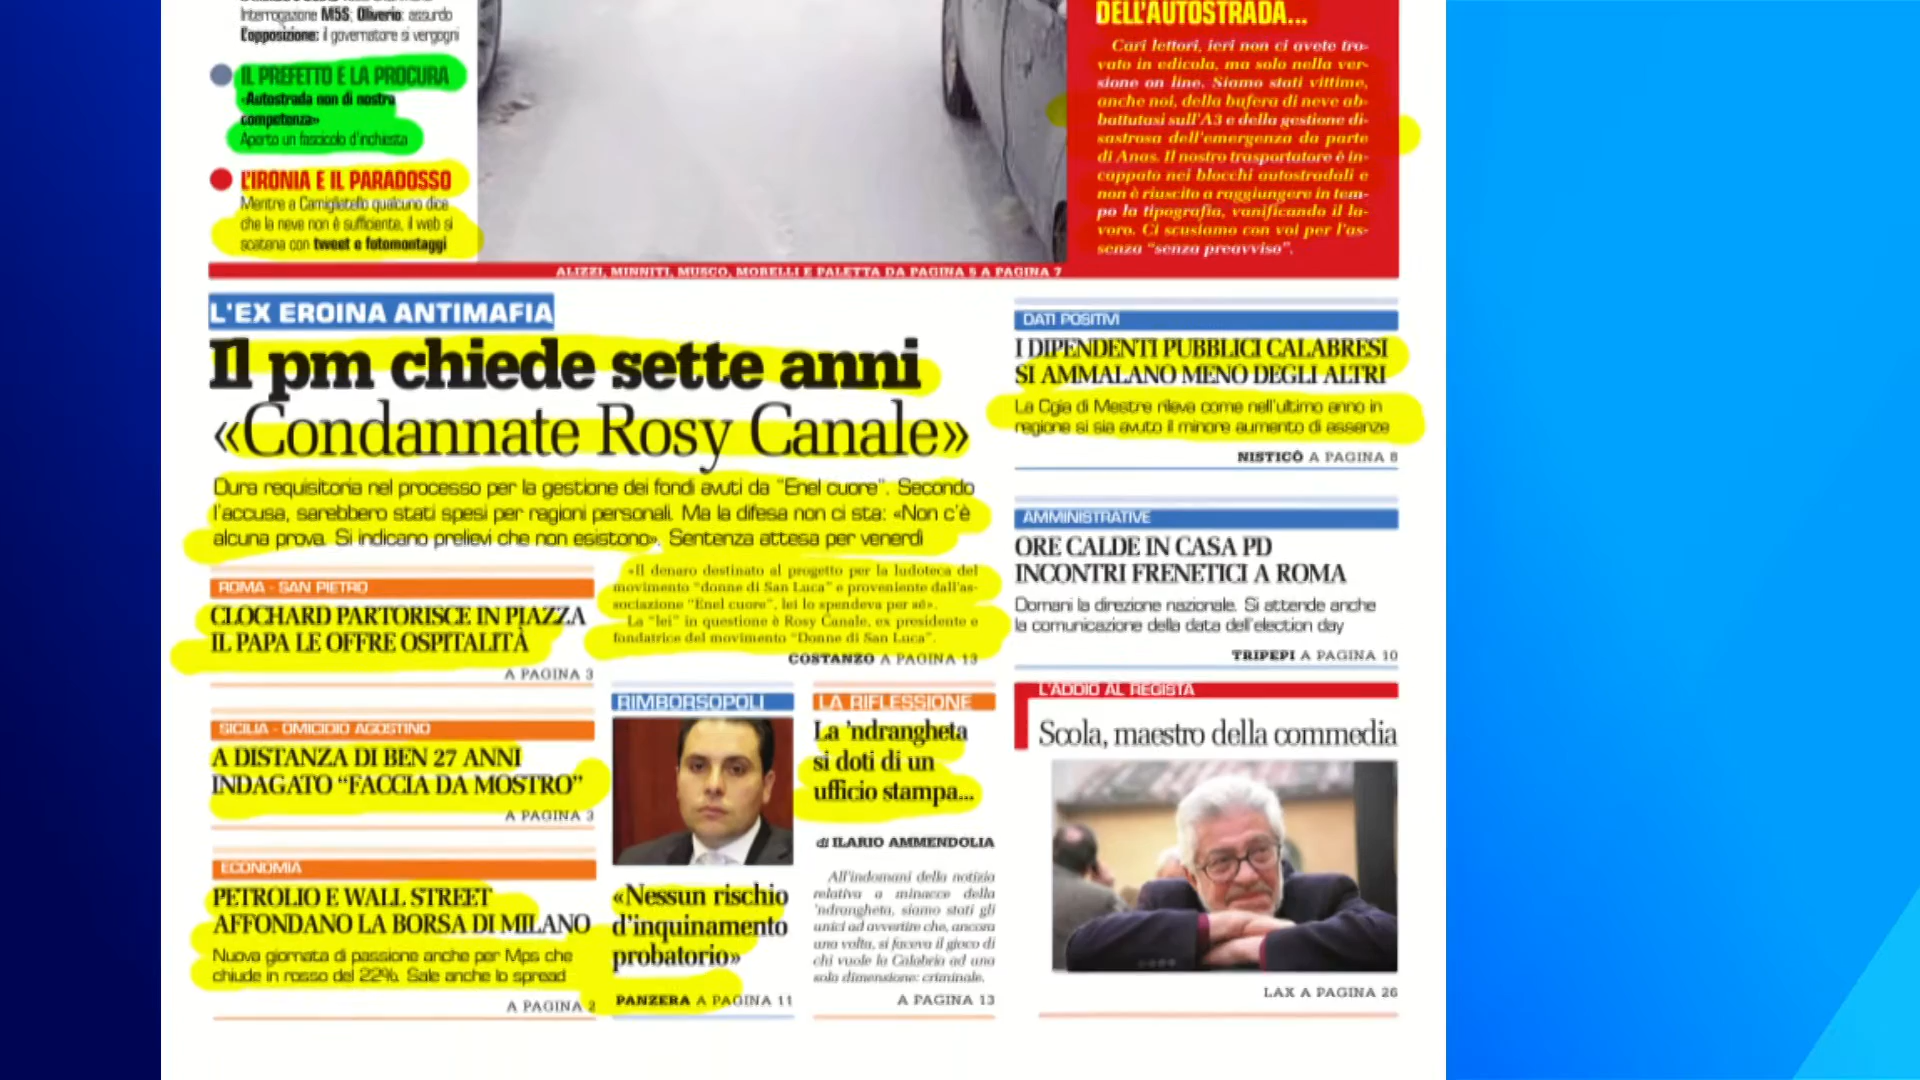 Interrogazione M5S; Oliverio: assurdo
L'opposizione: il governatore si vergogni
IL PREFETTO E LA PROCURA
«Autostrada non di nostra
competenza»
Aperto un fascicolo d'inchiesta
L'IRONIA E IL PARADOSSO
Mentre a Camigliatello qualcuno dice
che la neve non è sufficiente, il web si
scatena con tweet e fotomontaggi
DELL'AUTOSTRADA...
Cari lettori, ieri non ci avete tro-
vato in edicola, ma solo nella ver-
sione on line. Siamo stati vittime,
anche noi, della bufera di neve ab-
battutasi sull'A3 e della gestione di-
sastrosa dell'emergenza da parte
di Anas. Il nostro trasportatore è in-
cappato nei blocchi autostradali e
non è riuscito a raggiungere in tem-
po la tipografia, vanificando il la-
voro. Ci scusiamo con voi per l'as-
senza "senza preavviso".
ALIZZI, MINNITI, MUSCO, MORELLI E PALETTA DA PAGINA 5 A PAGINA 7
L'EX EROINA ANTIMAFIA
Il pm chiede sette anni
«Condannate Rosy Canale»
Dura requisitoria nel processo per la gestione dei fondi avuti da "Enel cuore". Secondo
l'accusa, sarebbero stati spesi per ragioni personali. Ma la difesa non ci sta: «Non c'è
alcuna prova. Si indicano prelievi che non esistono». Sentenza attesa per venerdì
«Il denaro destinato al progetto per la ludoteca del
movimento "donne di San Luca" e proveniente dall'as-
sociazione "Enel cuore", lei lo spendeva per sé».
La "lei" in questione è Rosy Canale, ex presidente e
fondatrice del movimento "Donne di San Luca".
COSTANZO A PAGINA 13
ROMA - SAN PIETRO
CLOCHARD PARTORISCE IN PIAZZA
IL PAPA LE OFFRE OSPITALITÀ
A PAGINA 3
SICILIA - OMICIDIO AGOSTINO
A DISTANZA DI BEN 27 ANNI
INDAGATO "FACCIA DA MOSTRO"
A PAGINA 3
ECONOMIA
PETROLIO E WALL STREET
AFFONDANO LA BORSA DI MILANO
Nuova giornata di passione anche per Mps che
chiude in rosso del 22%. Sale anche lo spread
A PAGINA 2
RIMBORSOPOLI
«Nessun rischio
d'inquinamento
probatorio»
PANZERA A PAGINA 11
LA RIFLESSIONE
La 'ndrangheta
si doti di un
ufficio stampa...
di ILARIO AMMENDOLIA
All'indomani della notizia
relativa a minacce della
'ndrangheta, siamo stati gli
unici ad avvertire che, ancora
una volta, si faceva il gioco di
chi vuole la Calabria ad una
sola dimensione: criminale.
A PAGINA 13
DATI POSITIVI
I DIPENDENTI PUBBLICI CALABRESI
SI AMMALANO MENO DEGLI ALTRI
La Cgia di Mestre rileva come nell'ultimo anno in
regione si sia avuto il minore aumento di assenze
NISTICÒ A PAGINA 8
AMMINISTRATIVE
ORE CALDE IN CASA PD
INCONTRI FRENETICI A ROMA
Domani la direzione nazionale. Si attende anche
la comunicazione della data dell'election day
TRIPEPI A PAGINA 10
L'ADDIO AL REGISTA
Scola, maestro della commedia
LAX A PAGINA 26